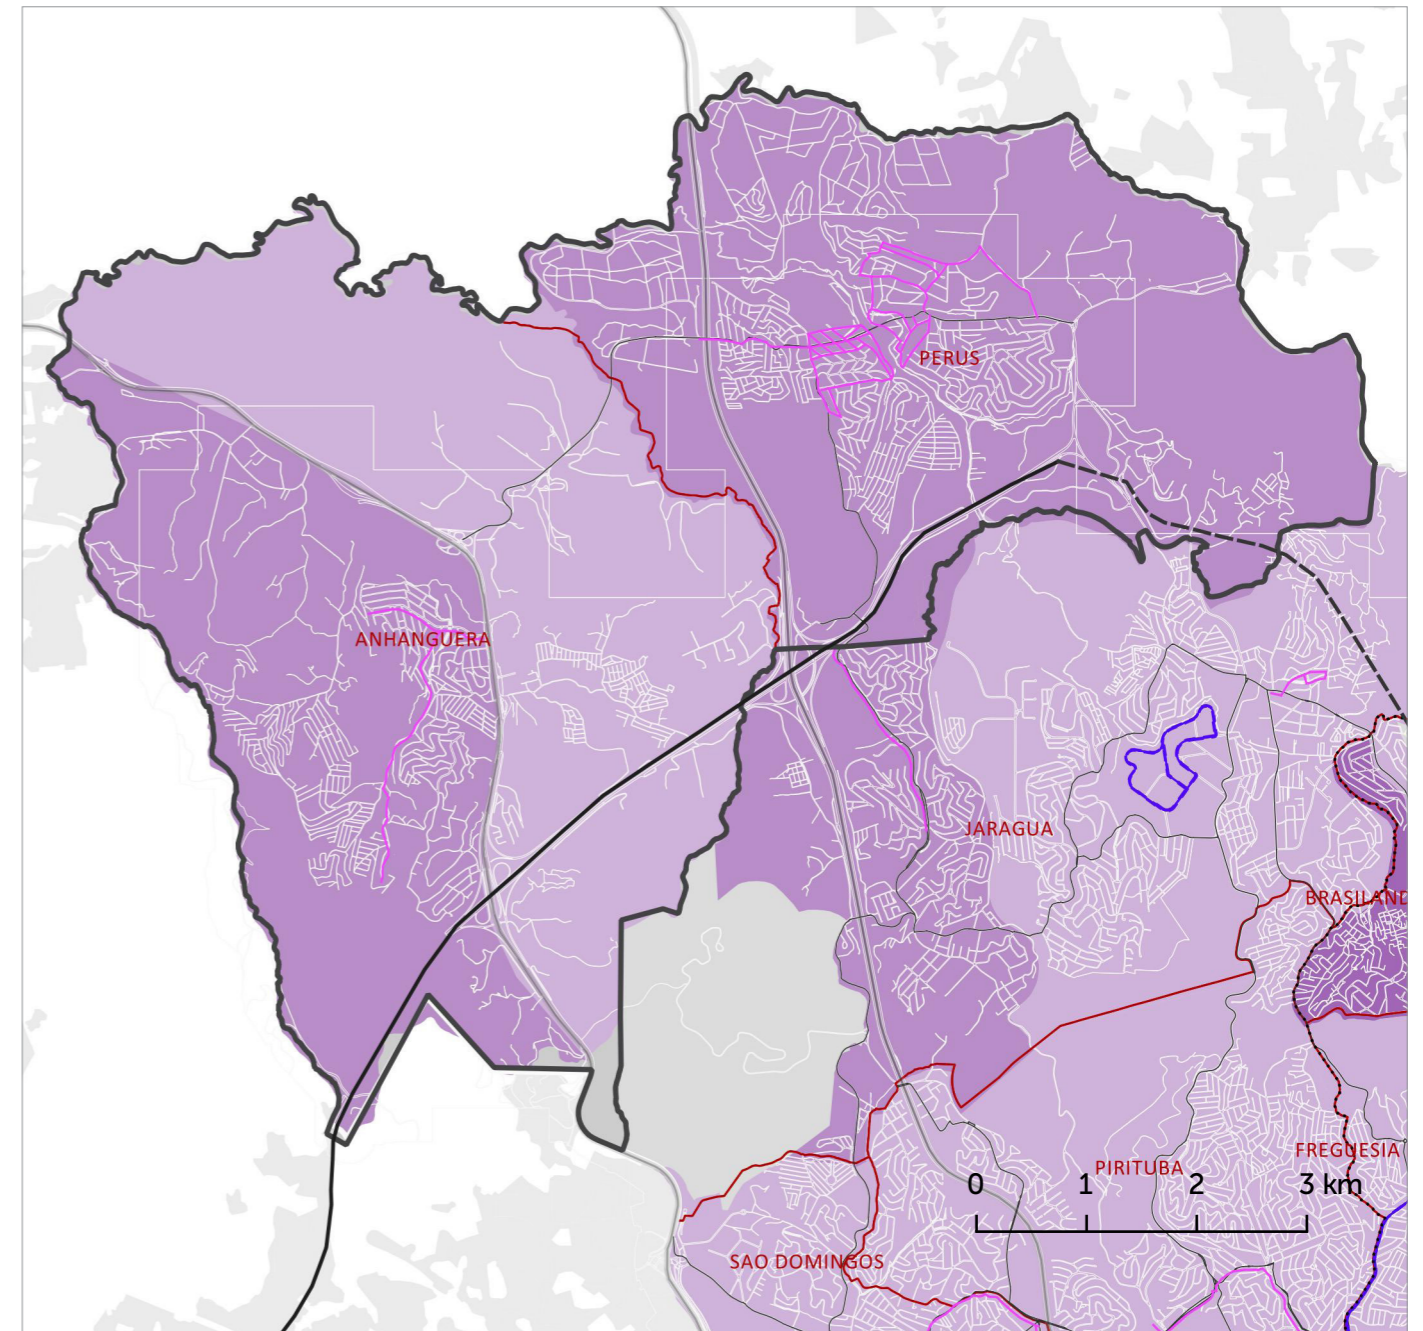 PERUS
ANHANGUERA
JARAGUA
BRASILAND
FREGUESIA
PIRITUBA
0 1 2 3 km
SAO DOMINGOS